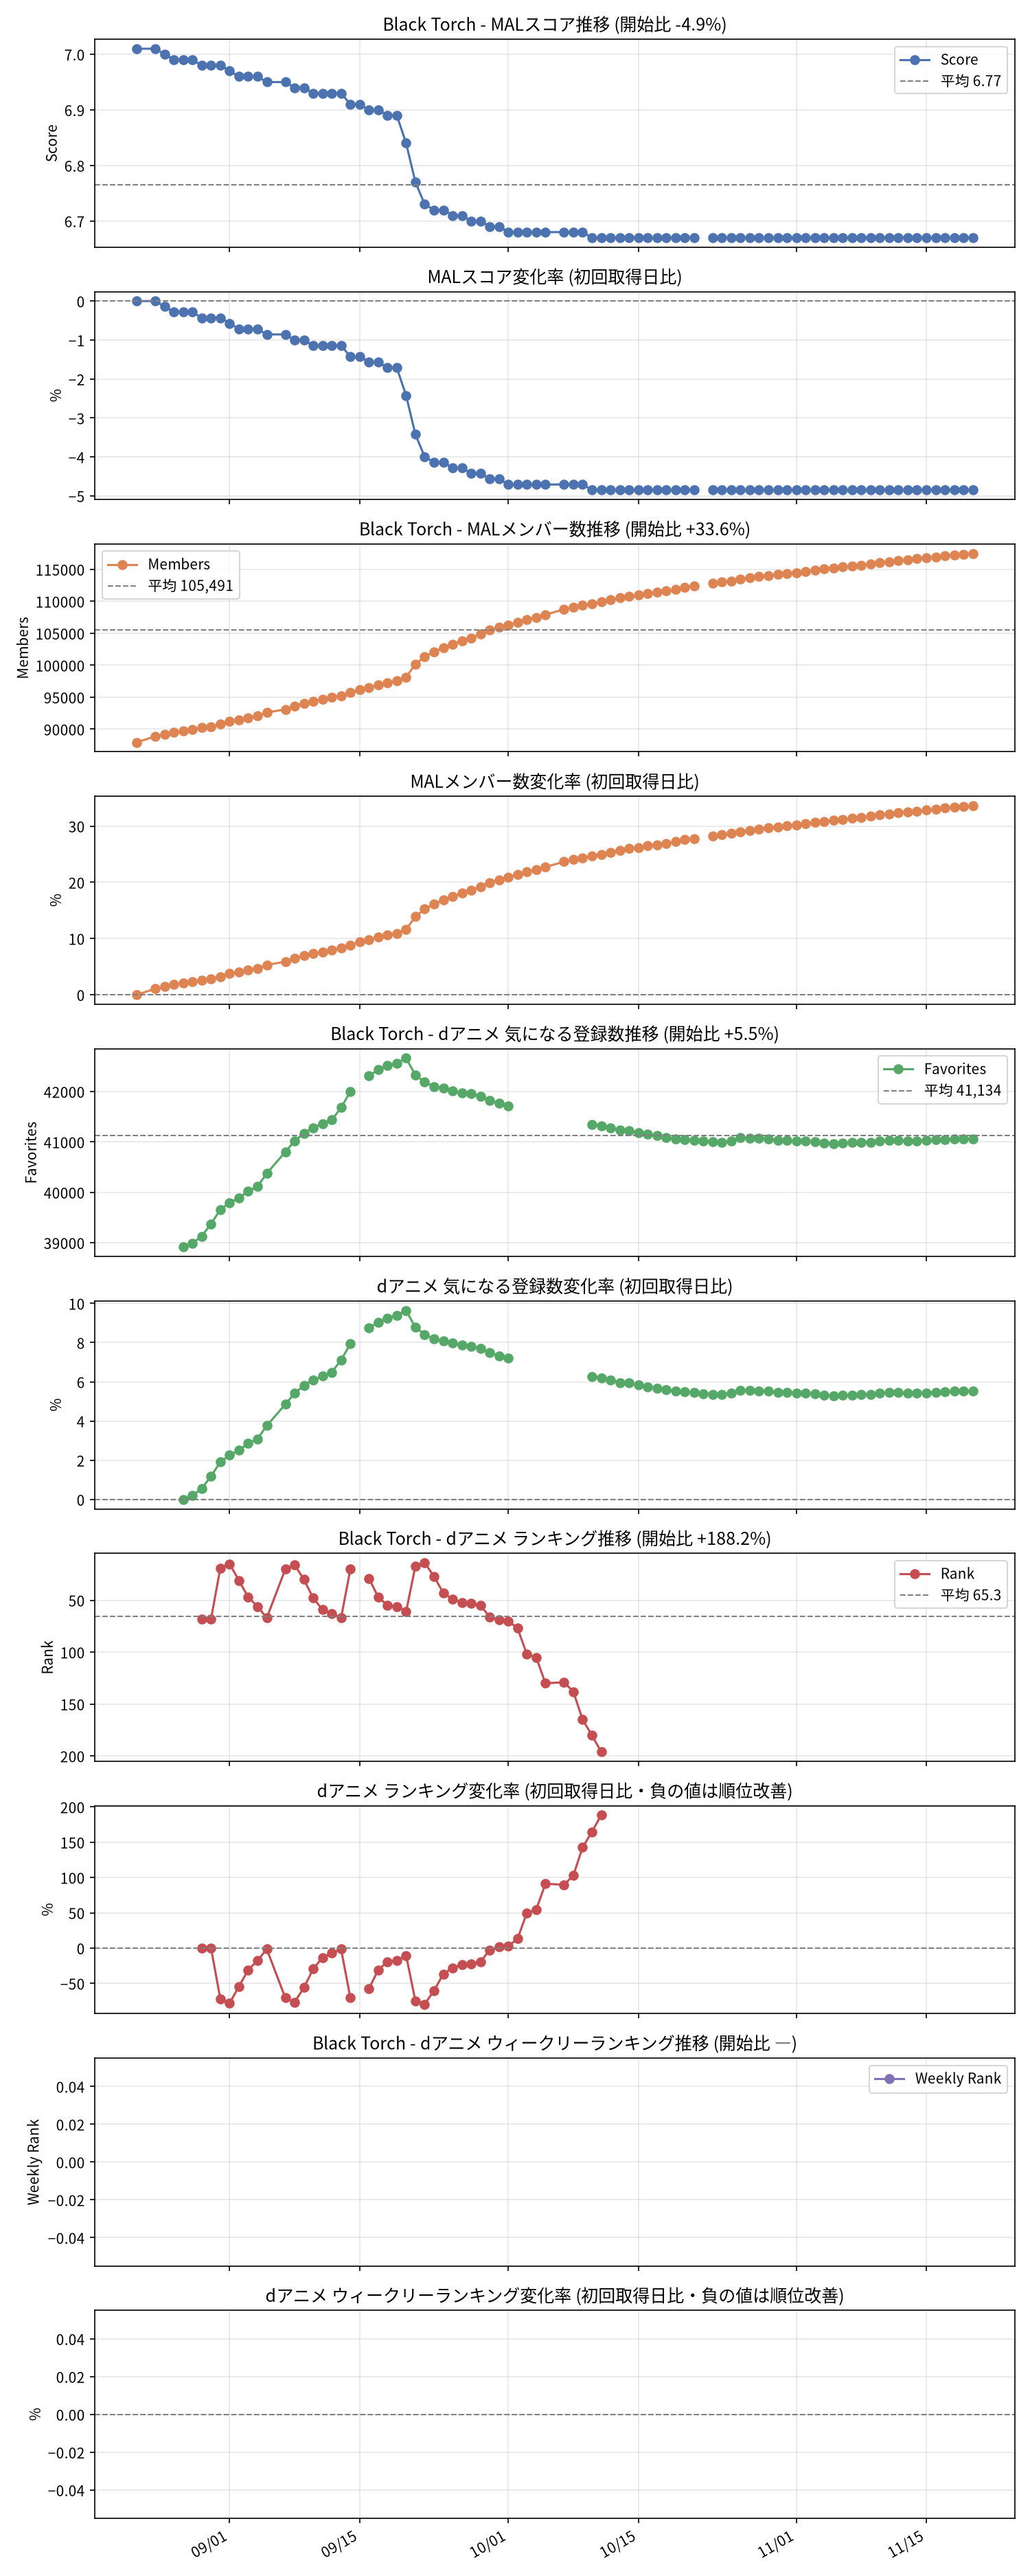 Black Torch - MALスコア推移 (開始比 -4.9%)
Score
7.0
6.9
6.8
6.7
Score
平均 6.77
MALスコア変化率 (初回取得日比)
%
0
−1
−2
−3
−4
−5
Black Torch - MALメンバー数推移 (開始比 +33.6%)
Members
115000
110000
105000
100000
95000
90000
Members
平均 105,491
MALメンバー数変化率 (初回取得日比)
%
30
20
10
0
Black Torch - dアニメ 気になる登録数推移 (開始比 +5.5%)
Favorites
42000
41000
40000
39000
Favorites
平均 41,134
dアニメ 気になる登録数変化率 (初回取得日比)
%
10
8
6
4
2
0
Black Torch - dアニメ ランキング推移 (開始比 +188.2%)
Rank
50
100
150
200
Rank
平均 65.3
dアニメ ランキング変化率 (初回取得日比・負の値は順位改善)
%
200
150
100
50
0
−50
Black Torch - dアニメ ウィークリーランキング推移 (開始比 —)
Weekly Rank
0.04
0.02
0.00
−0.02
−0.04
Weekly Rank
dアニメ ウィークリーランキング変化率 (初回取得日比・負の値は順位改善)
%
0.04
0.02
0.00
−0.02
−0.04
09/01
09/15
10/01
10/15
11/01
11/15